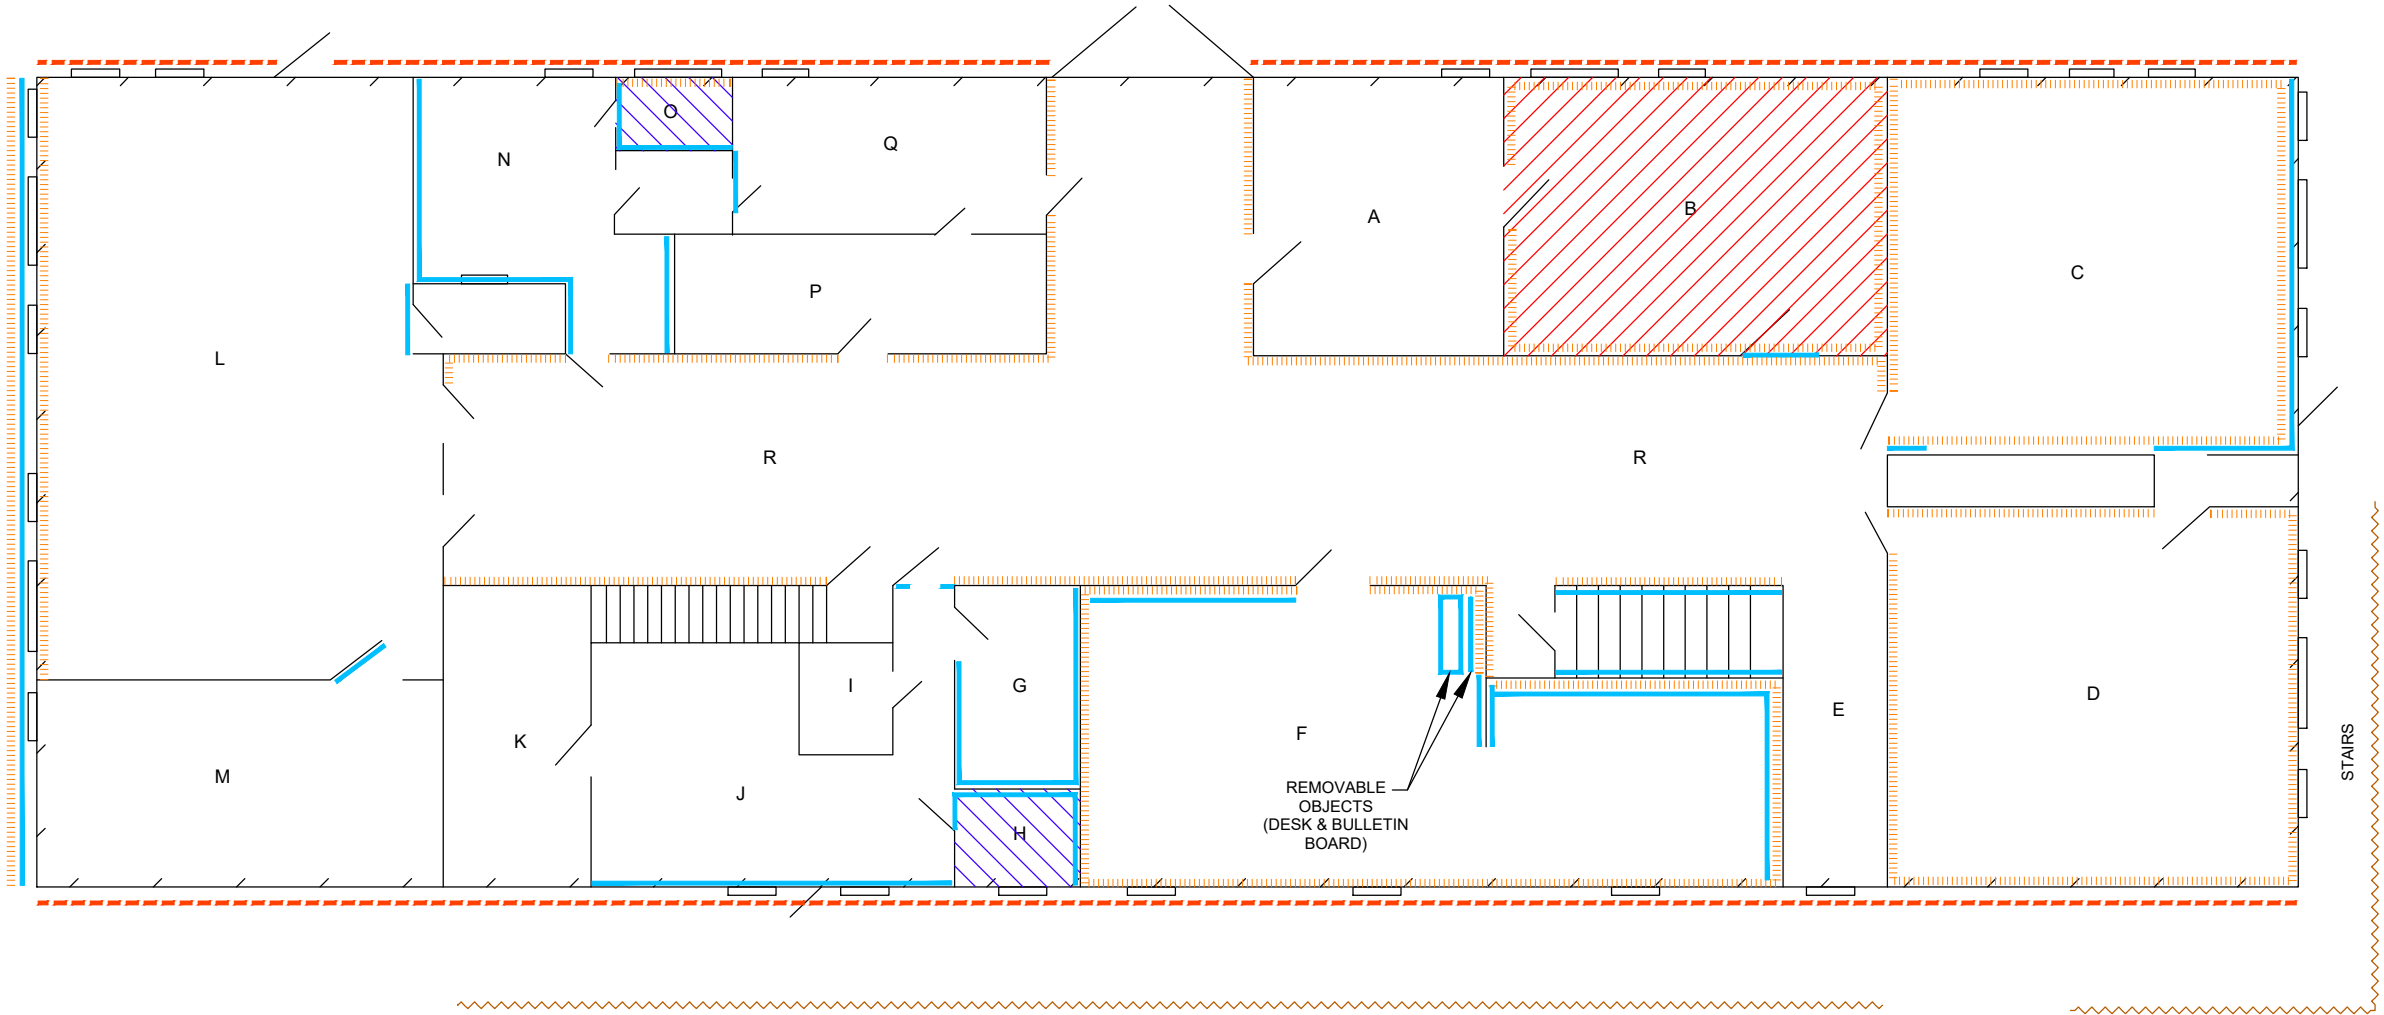 O
Q
N
A
B
C
P
L
R
R
G
I
D
E
F
K
STAIRS
M
J
H
REMOVABLE
OBJECTS
(DESK & BULLETIN
BOARD)